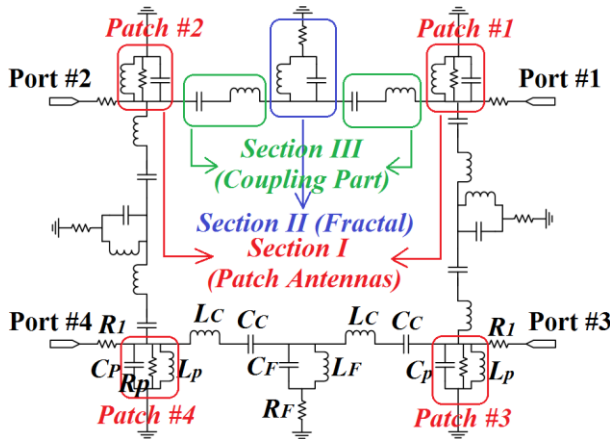 Patch #2
Patch #1
Port #2
Port #1
Section III
(Coupling Part)
Section II (Fractal)
Section I
(Patch Antennas)
Port #4
R1
LC
CC
LC
CC
R1
Port #3
CP
Rp
Lp
CF
LF
Cp
Rp
Lp
RF
Patch #4
Patch #3